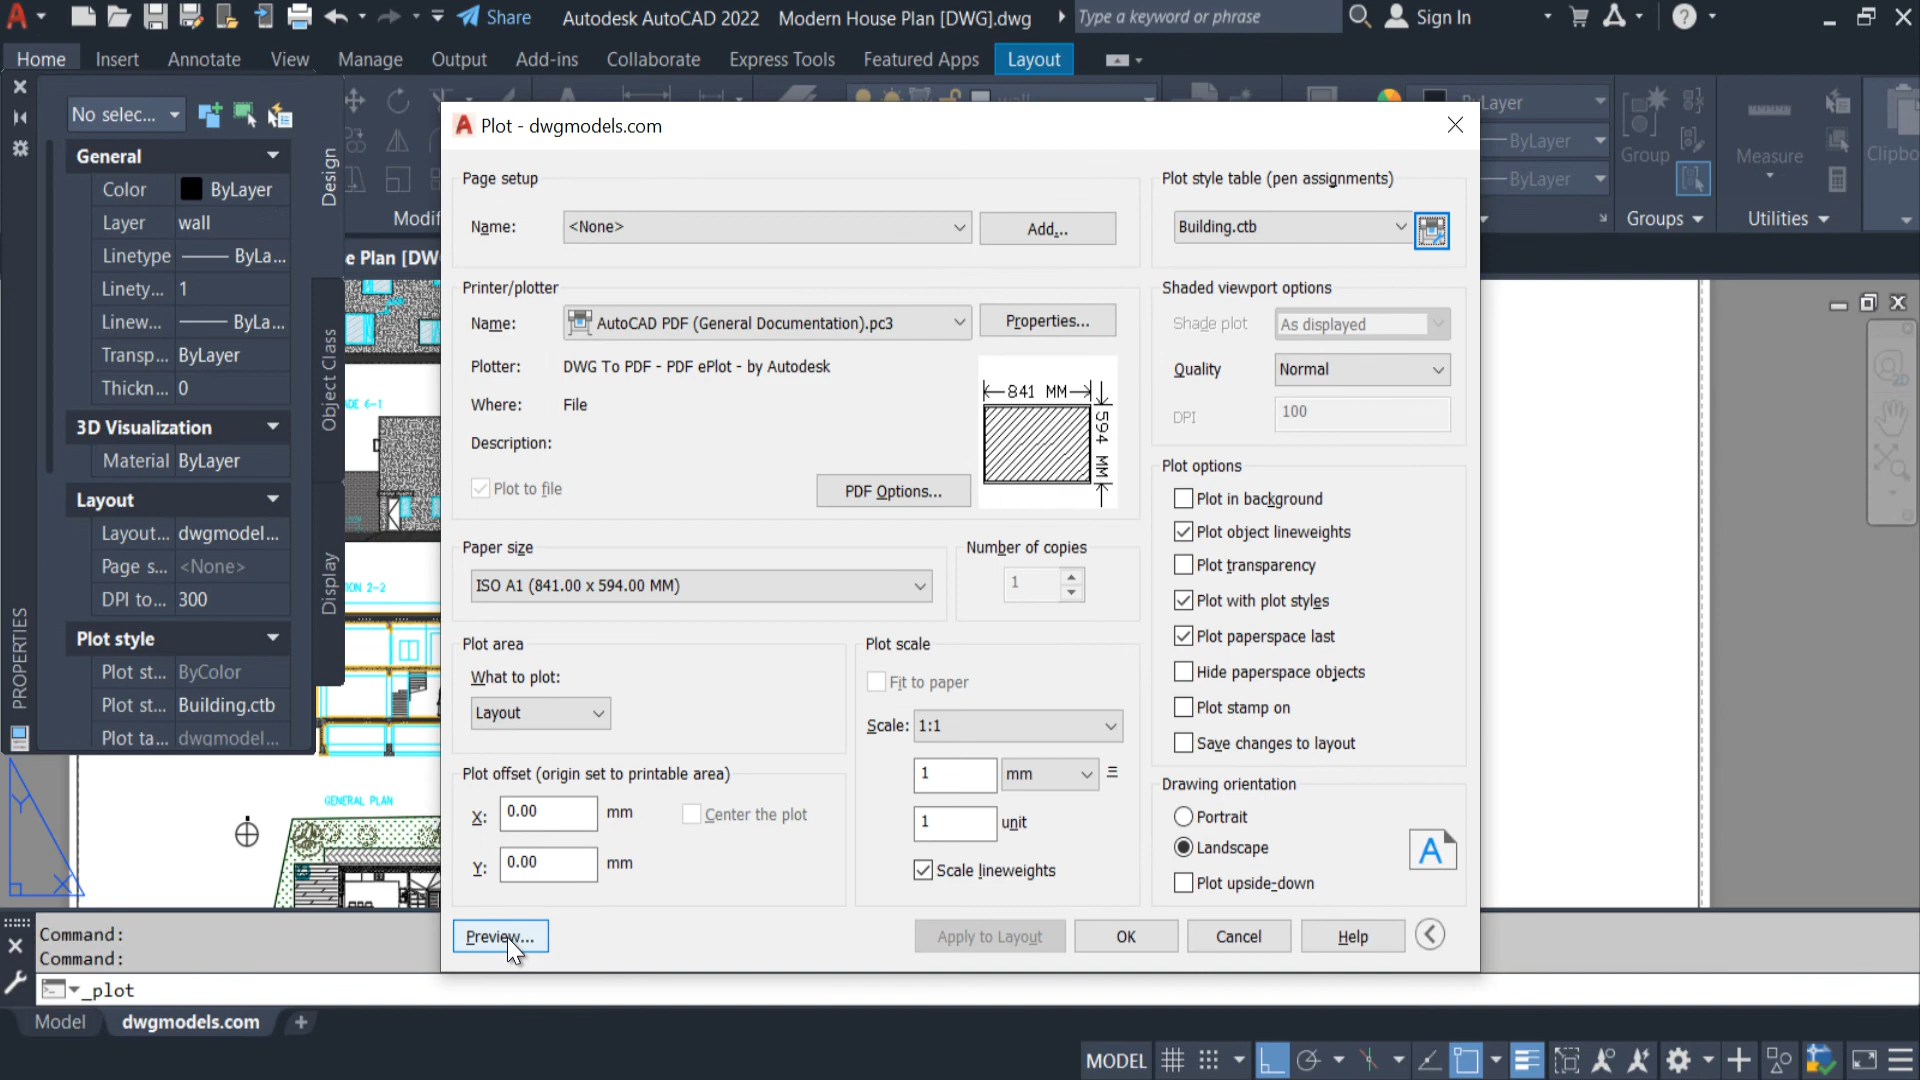 Share
Autodesk AutoCAD 2022 Modern House Plan [DWG].dwg
Type a keyword or phrase
Sign In
Home Insert Annotate View Manage Output Add-ins Collaborate Express Tools Featured Apps Layout
No selec...
General
Color ByLayer
Layer wall
Linetype ByLa...
Linety... 1
Linew... ByLa...
Transp... ByLayer
Thickn... 0
3D Visualization
Material ByLayer
Layout
Layout... dwgmodel...
Page s... <None>
DPI to... 300
Plot style
Plot st... ByColor
Plot st... Building.ctb
Plot ta... dwgmodel...
PROPERTIES
Design
Object Class
Display
Modif
e Plan [DW
ADE 6-1
ION 2-2
GENERAL PLAN
Plot - dwgmodels.com
Page setup
Name: <None> Add...
Printer/plotter
Name: AutoCAD PDF (General Documentation).pc3 Properties...
Plotter: DWG To PDF - PDF ePlot - by Autodesk
Where: File
Description:
Plot to file PDF Options...
841 MM
594 MM
Paper size
ISO A1 (841.00 x 594.00 MM)
Number of copies
1
Plot area
What to plot:
Layout
Plot offset (origin set to printable area)
X: 0.00 mm Center the plot
Y: 0.00 mm
Plot scale
Fit to paper
Scale: 1:1
1 mm =
1 unit
Scale lineweights
Plot style table (pen assignments)
Building.ctb
Shaded viewport options
Shade plot As displayed
Quality Normal
DPI 100
Plot options
Plot in background
Plot object lineweights
Plot transparency
Plot with plot styles
Plot paperspace last
Hide paperspace objects
Plot stamp on
Save changes to layout
Drawing orientation
Portrait
Landscape
Plot upside-down
A
Preview... Apply to Layout OK Cancel Help
ByLayer
ByLayer
ByLayer
Group
Groups
Measure
Utilities
Clipbo
2D
Y
X
Command:
Command:
_plot
Model dwgmodels.com +
MODEL